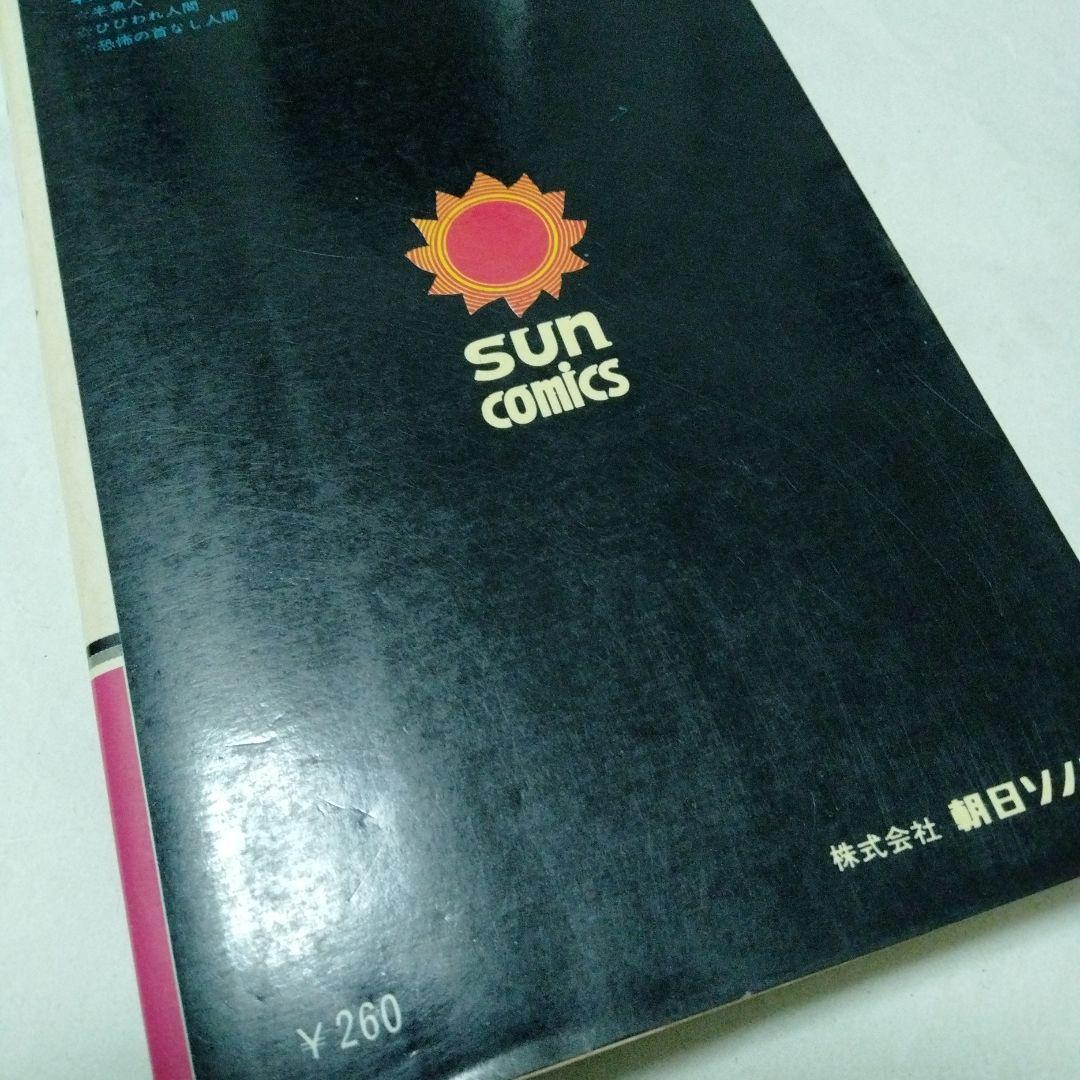 半魚人
☆ひびわれ人間
☆恐怖の首なし人間
sun
comics
株式会社 朝日ソノ
¥260